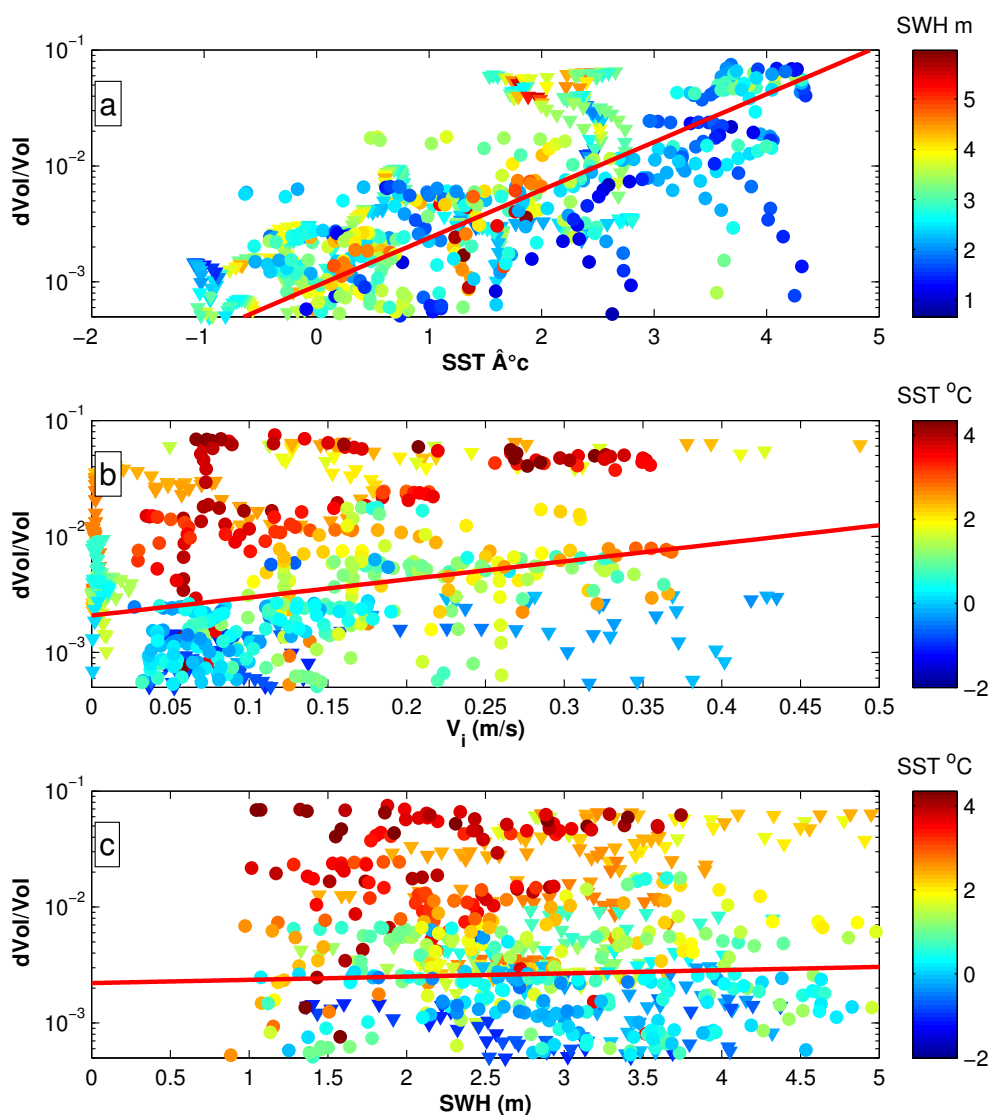 SWH m
10⁻¹
a
10⁻²
10⁻³
dVol/Vol
−2 −1 0 1 2 3 4 5
SST Â°c
5
4
3
2
1
SST °C
10⁻¹
b
10⁻²
10⁻³
dVol/Vol
0 0.05 0.1 0.15 0.2 0.25 0.3 0.35 0.4 0.45 0.5
V_i (m/s)
4
2
0
−2
SST °C
10⁻¹
c
10⁻²
10⁻³
dVol/Vol
0 0.5 1 1.5 2 2.5 3 3.5 4 4.5 5
SWH (m)
4
2
0
−2